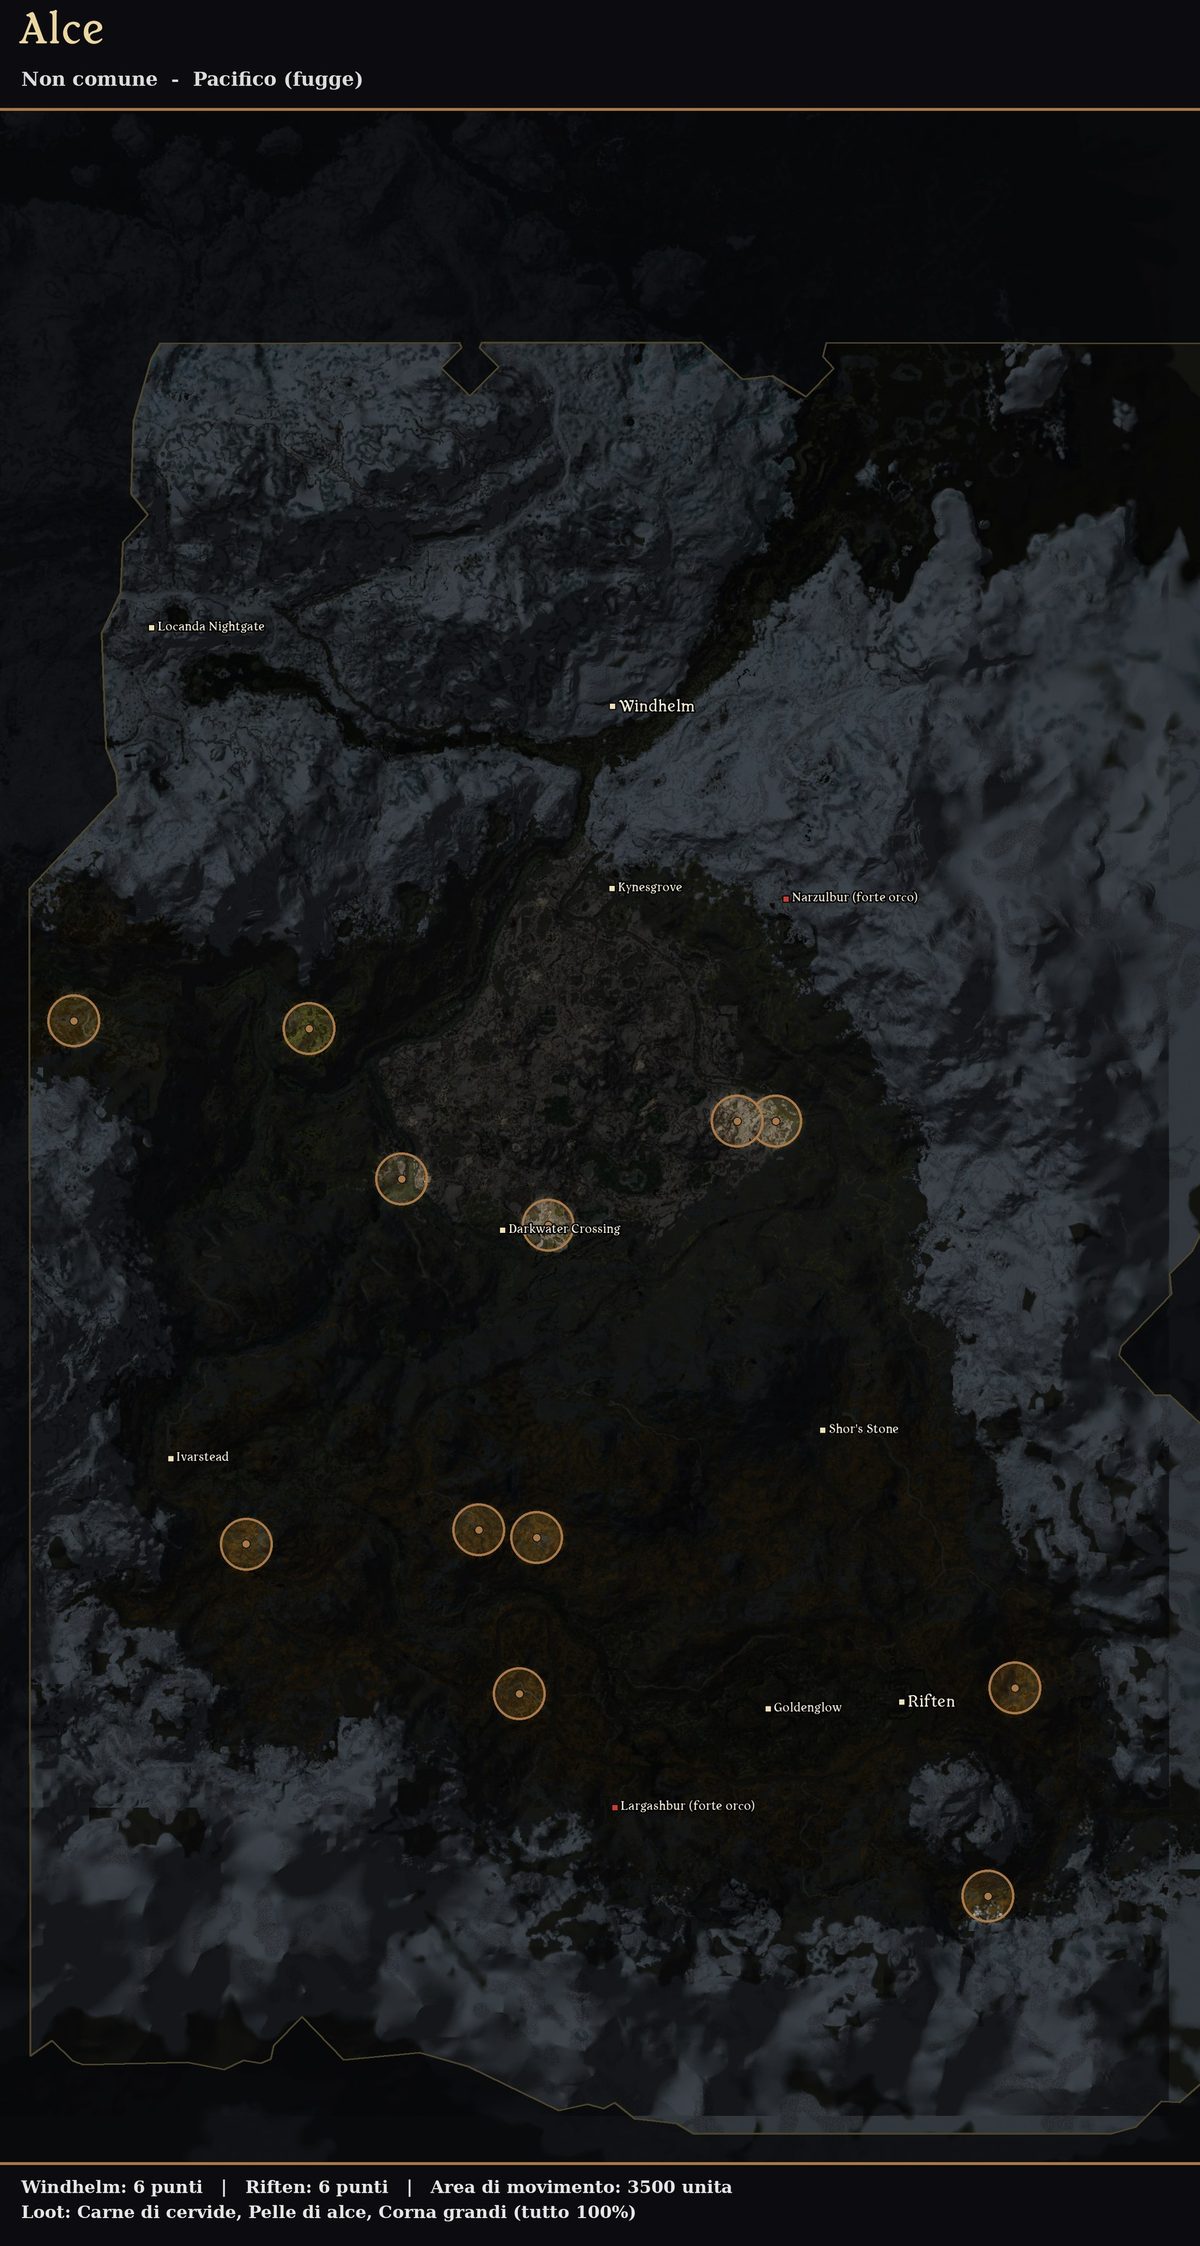 Alce
Non comune - Pacifico (fugge)
Locanda Nightgate
Windhelm
Kynesgrove
Narzulbur (forte orco)
Darkwater Crossing
Shor's Stone
Ivarstead
Riften
Goldenglow
Largashbur (forte orco)
Windhelm: 6 punti | Riften: 6 punti | Area di movimento: 3500 unita
Loot: Carne di cervide, Pelle di alce, Corna grandi (tutto 100%)